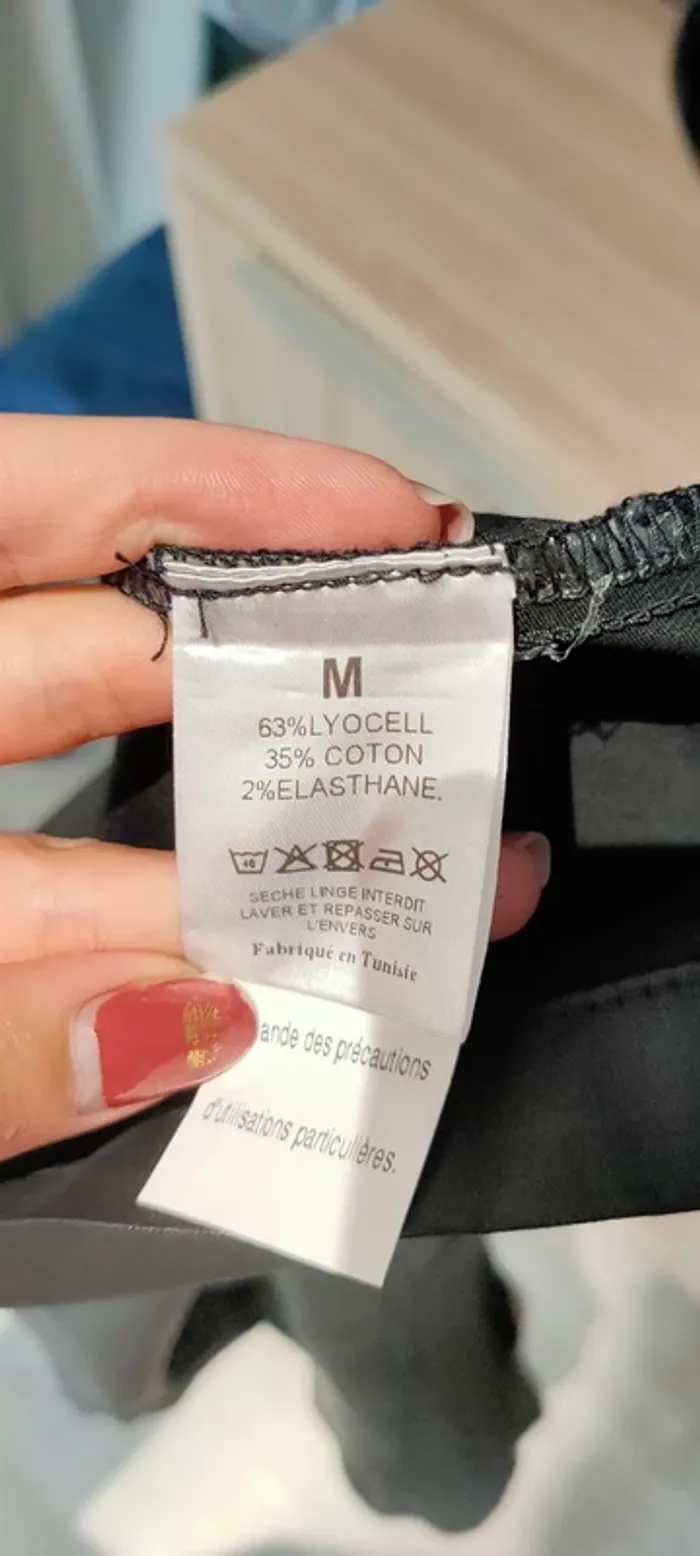 M
63%LYOCELL
35% COTON
2%ELASTHANE.
40
SECHE LINGE INTERDIT
LAVER ET REPASSER SUR
L'ENVERS
Fabriqué en Tunisie
des précautions
d'utilisations particulières.